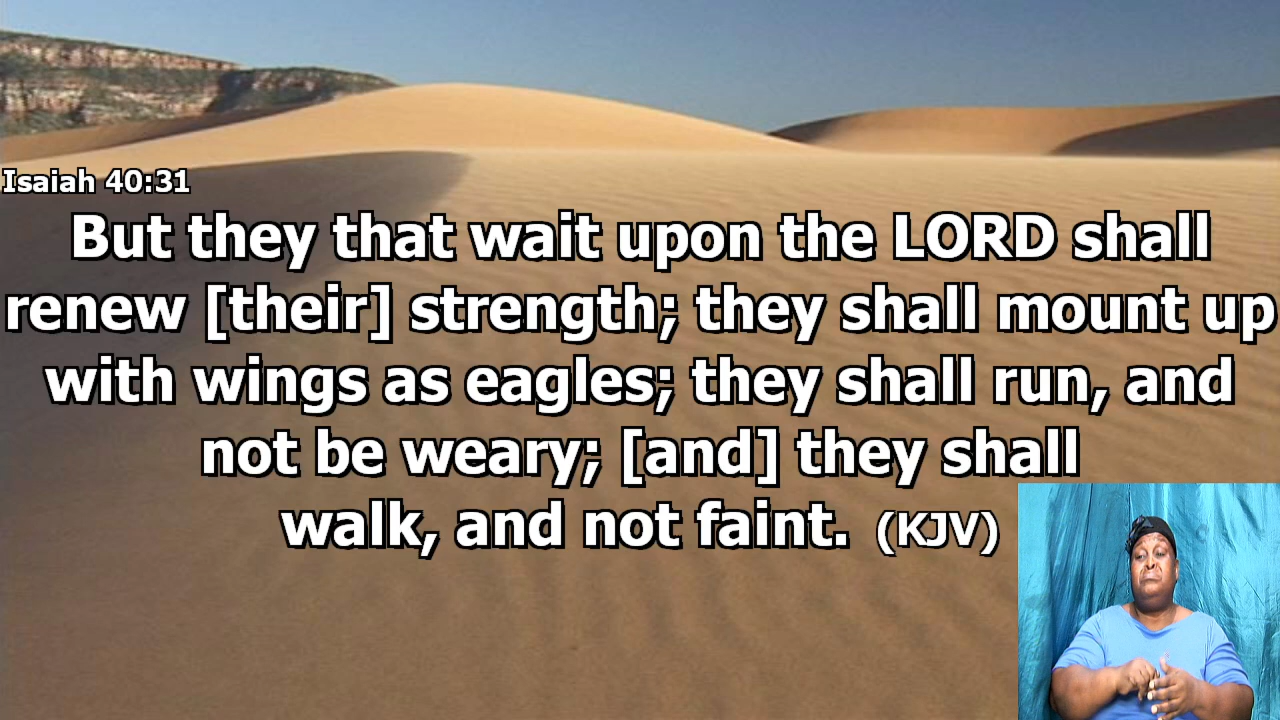 Isaiah 40:31
But they that wait upon the LORD shall
renew [their] strength; they shall mount up
with wings as eagles; they shall run, and
not be weary; [and] they shall
walk, and not faint. (KJV)